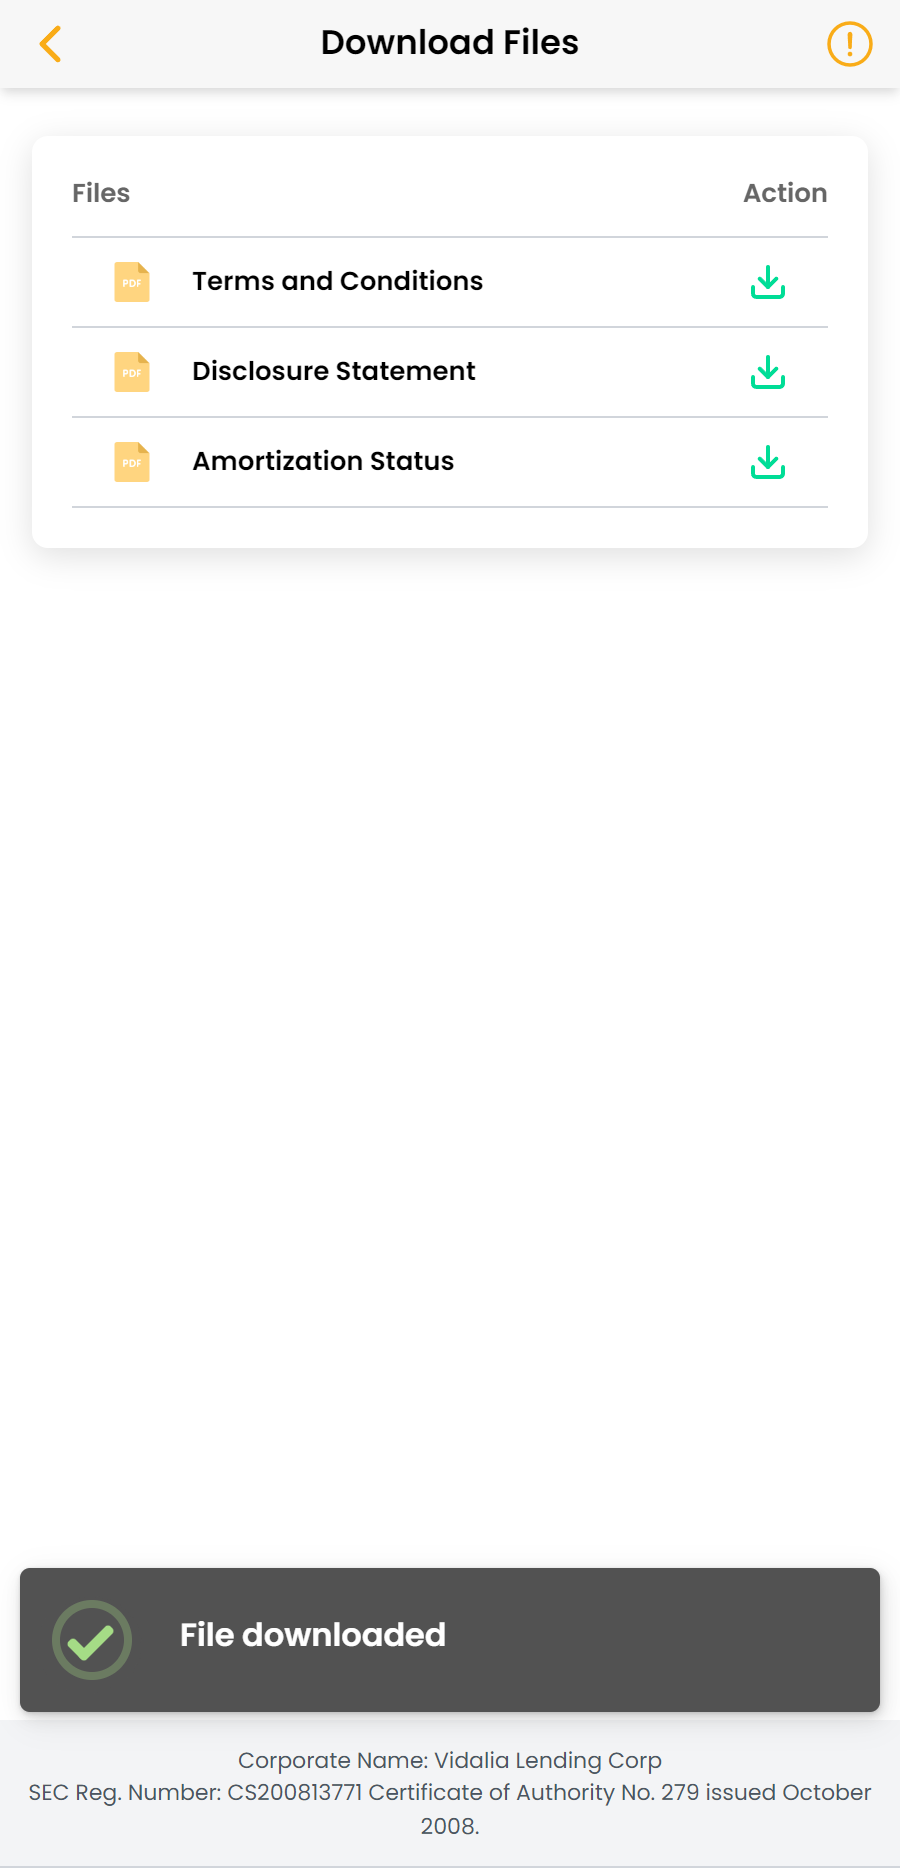 Download Files
Files Action
PDF Terms and Conditions
PDF Disclosure Statement
PDF Amortization Status
File downloaded
Corporate Name: Vidalia Lending Corp
SEC Reg. Number: CS200813771 Certificate of Authority No. 279 issued October
2008.